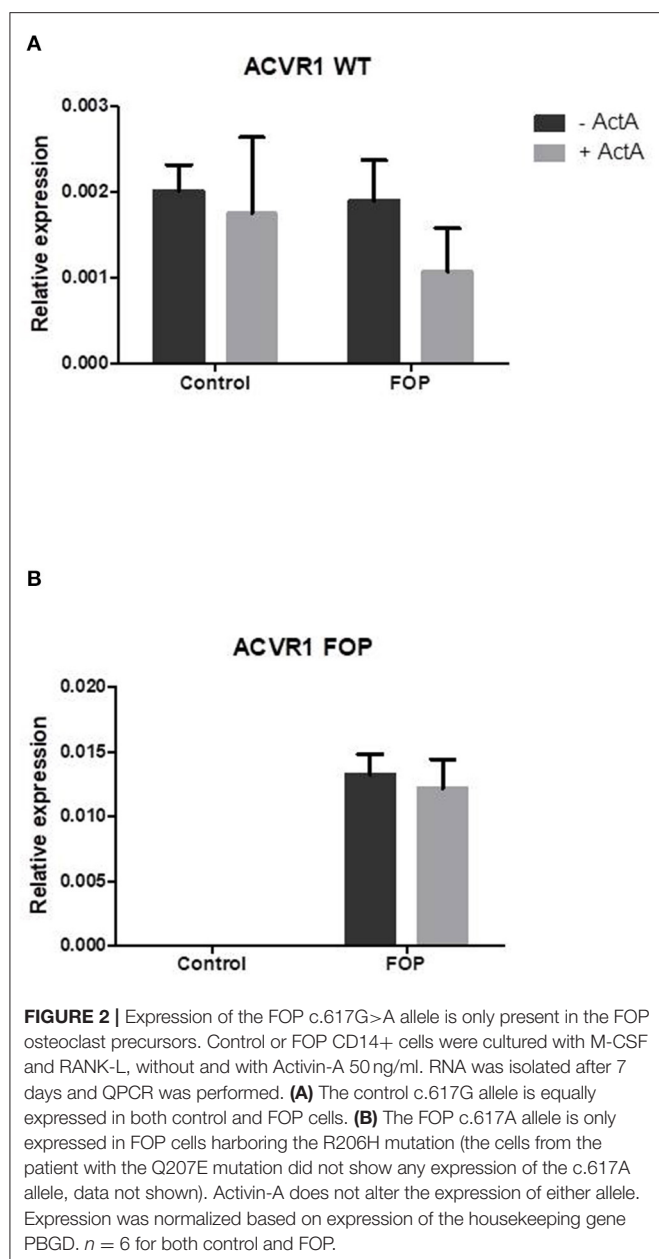 A
ACVR1 WT
- ActA
+ ActA
Relative expression
0.003
0.002
0.001
0.000
Control
FOP
B
ACVR1 FOP
Relative expression
0.020
0.015
0.010
0.005
0.000
Control
FOP
FIGURE 2 | Expression of the FOP c.617G>A allele is only present in the FOP
osteoclast precursors. Control or FOP CD14+ cells were cultured with M-CSF
and RANK-L, without and with Activin-A 50 ng/ml. RNA was isolated after 7
days and QPCR was performed. (A) The control c.617G allele is equally
expressed in both control and FOP cells. (B) The FOP c.617A allele is only
expressed in FOP cells harboring the R206H mutation (the cells from the
patient with the Q207E mutation did not show any expression of the c.617A
allele, data not shown). Activin-A does not alter the expression of either allele.
Expression was normalized based on expression of the housekeeping gene
PBGD. n = 6 for both control and FOP.